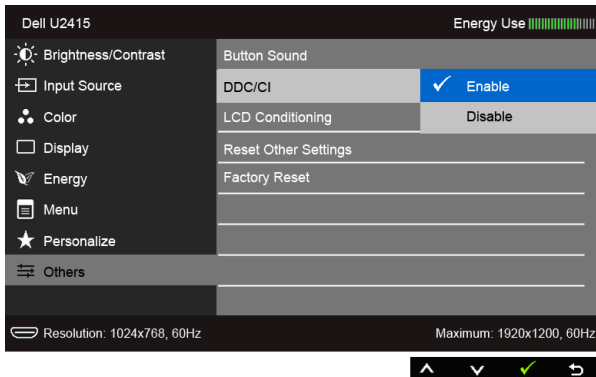 Dell U2415
Energy Use
Brightness/Contrast
Button Sound
Input Source
DDC/CI
Enable
Color
LCD Conditioning
Disable
Display
Reset Other Settings
Energy
Factory Reset
Menu
Personalize
Others
Resolution: 1024x768, 60Hz
Maximum: 1920x1200, 60Hz